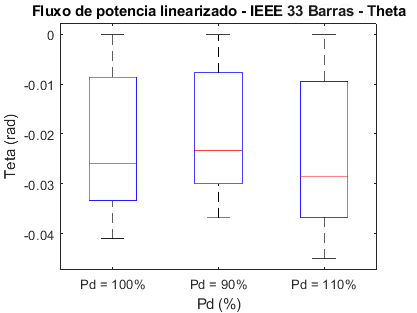 Fluxo de potencia linearizado - IEEE 33 Barras - Theta
0
-0.01
-0.02
-0.03
-0.04
Teta (rad)
Pd = 100%
Pd = 90%
Pd = 110%
Pd (%)